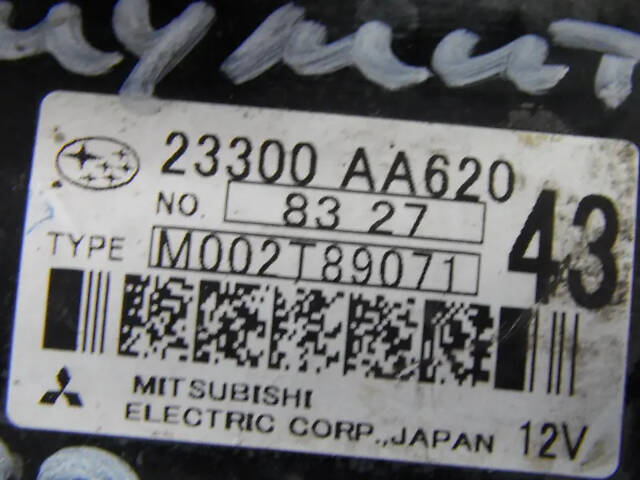 23300 AA620
NO. 83 27
43
TYPE M002T89071
MITSUBISHI
ELECTRIC CORP.,JAPAN 12V